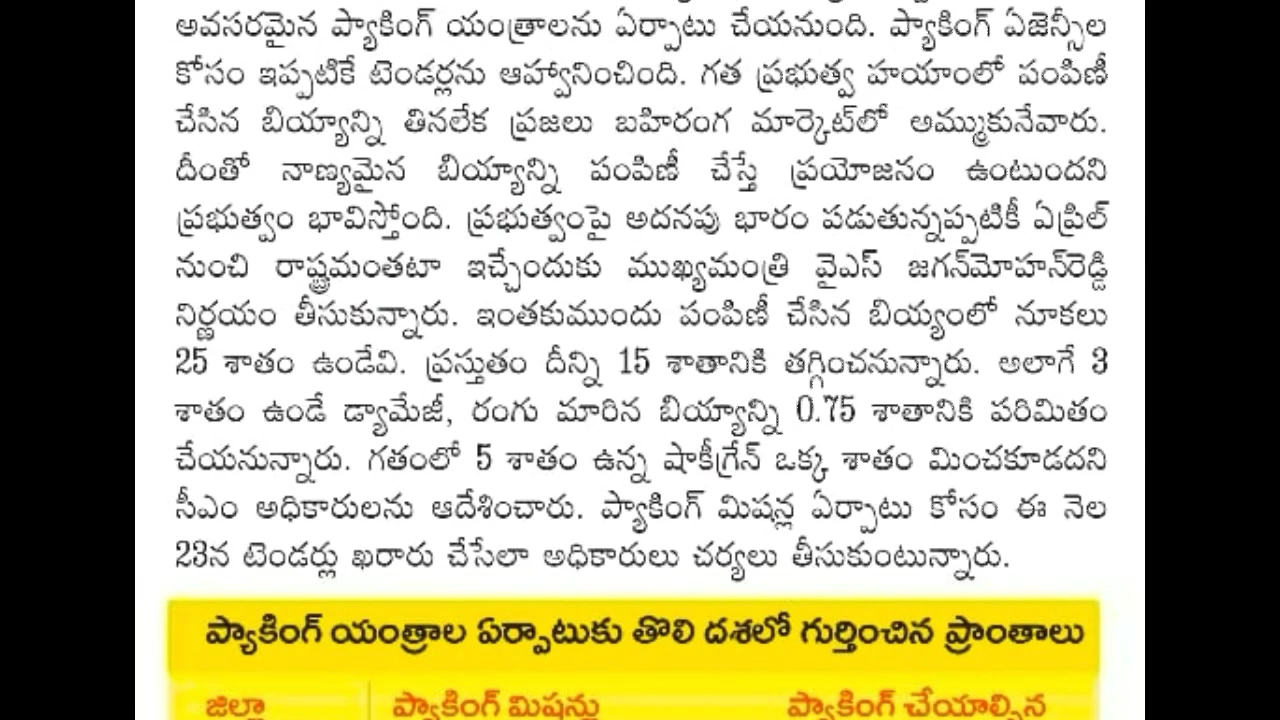 అవసరమైన ప్యాకింగ్ యంత్రాలను ఏర్పాటు చేయనుంది. ప్యాకింగ్ ఏజెన్సీల
కోసం ఇప్పటికే టెండర్లను ఆహ్వానించింది. గత ప్రభుత్వ హయాంలో పంపిణీ
చేసిన బియ్యాన్ని తినలేక ప్రజలు బహిరంగ మార్కెట్‌లో అమ్ముకునేవారు.
దీంతో నాణ్యమైన బియ్యాన్ని పంపిణీ చేస్తే ప్రయోజనం ఉంటుందని
ప్రభుత్వం భావిస్తోంది. ప్రభుత్వంపై అదనపు భారం పడుతున్నప్పటికీ ఏప్రిల్
నుంచి రాష్ట్రమంతటా ఇచ్చేందుకు ముఖ్యమంత్రి వైఎస్ జగన్‌మోహన్‌రెడ్డి
నిర్ణయం తీసుకున్నారు. ఇంతకుముందు పంపిణీ చేసిన బియ్యంలో నూకలు
25 శాతం ఉండేవి. ప్రస్తుతం దీన్ని 15 శాతానికి తగ్గించనున్నారు. అలాగే 3
శాతం ఉండే డ్యామేజీ, రంగు మారిన బియ్యాన్ని 0.75 శాతానికి పరిమితం
చేయనున్నారు. గతంలో 5 శాతం ఉన్న షాకీగ్రేన్ ఒక్క శాతం మించకూడదని
సీఎం అధికారులను ఆదేశించారు. ప్యాకింగ్ మిషన్ల ఏర్పాటు కోసం ఈ నెల
23న టెండర్లు ఖరారు చేసేలా అధికారులు చర్యలు తీసుకుంటున్నారు.
ప్యాకింగ్ యంత్రాల ఏర్పాటుకు తొలి దశలో గుర్తించిన ప్రాంతాలు
జిల్లా ప్యాకింగ్ మిషన్లు ప్యాకింగ్ చేయాల్సిన